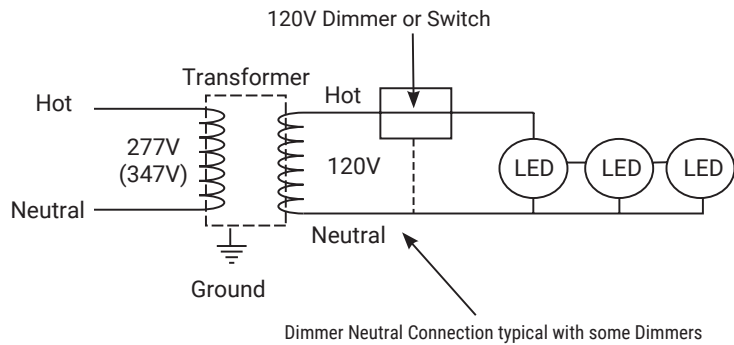 120V Dimmer or Switch
Transformer
Hot
Hot
277V
(347V)
120V
LED
LED
LED
Neutral
Neutral
Ground
Dimmer Neutral Connection typical with some Dimmers